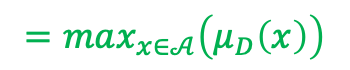 = max_{x∈𝒜}(μ_D(x))